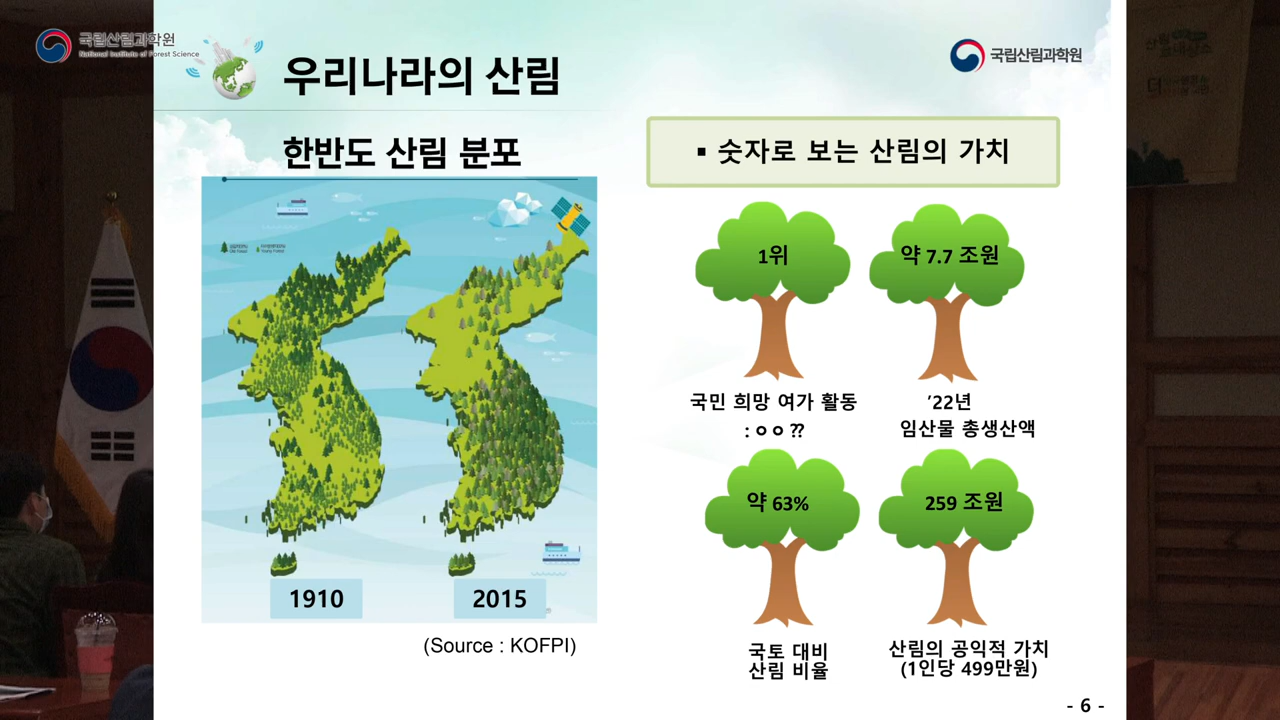 국립산림과학원
National Institute of Forest Science
우리나라의 산림
국립산림과학원
한반도 산림 분포
▪ 숫자로 보는 산림의 가치
1위
약 7.7 조원
국민 희망 여가 활동
: ㅇㅇ ??
’22년
임산물 총생산액
약 63%
259 조원
국토 대비
산림 비율
산림의 공익적 가치
(1인당 499만원)
1910
2015
(Source : KOFPI)
- 6 -